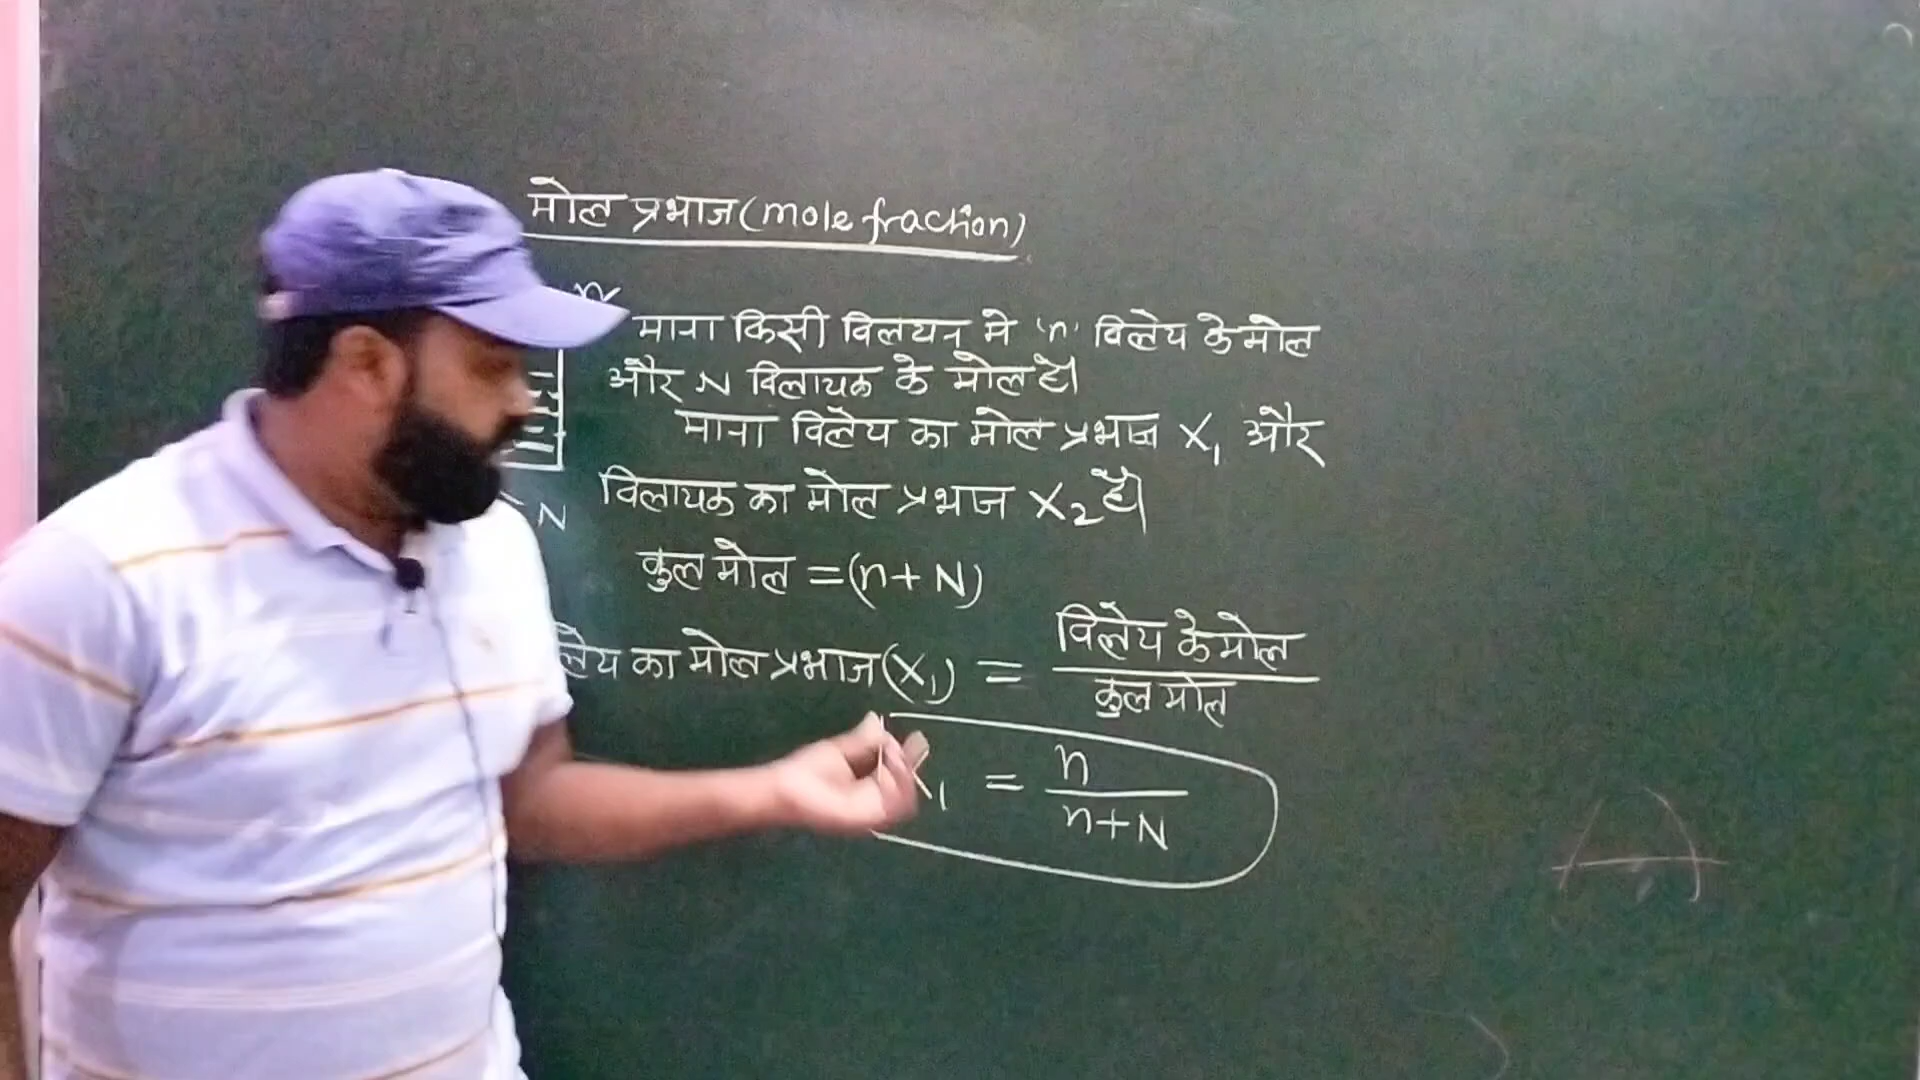 मोल प्रभाज (mole fraction)
n
माना किसी विलयन मे 'n' विलेय के मोल
और N विलायक के मोल है।
माना विलेय का मोल प्रभाज X₁ और
विलायक का मोल प्रभाज X₂ है।
N
कुल मोल = (n + N)
लेय का मोल प्रभाज (X₁) = विलेय के मोल / कुल मोल
X₁ = n / n+N